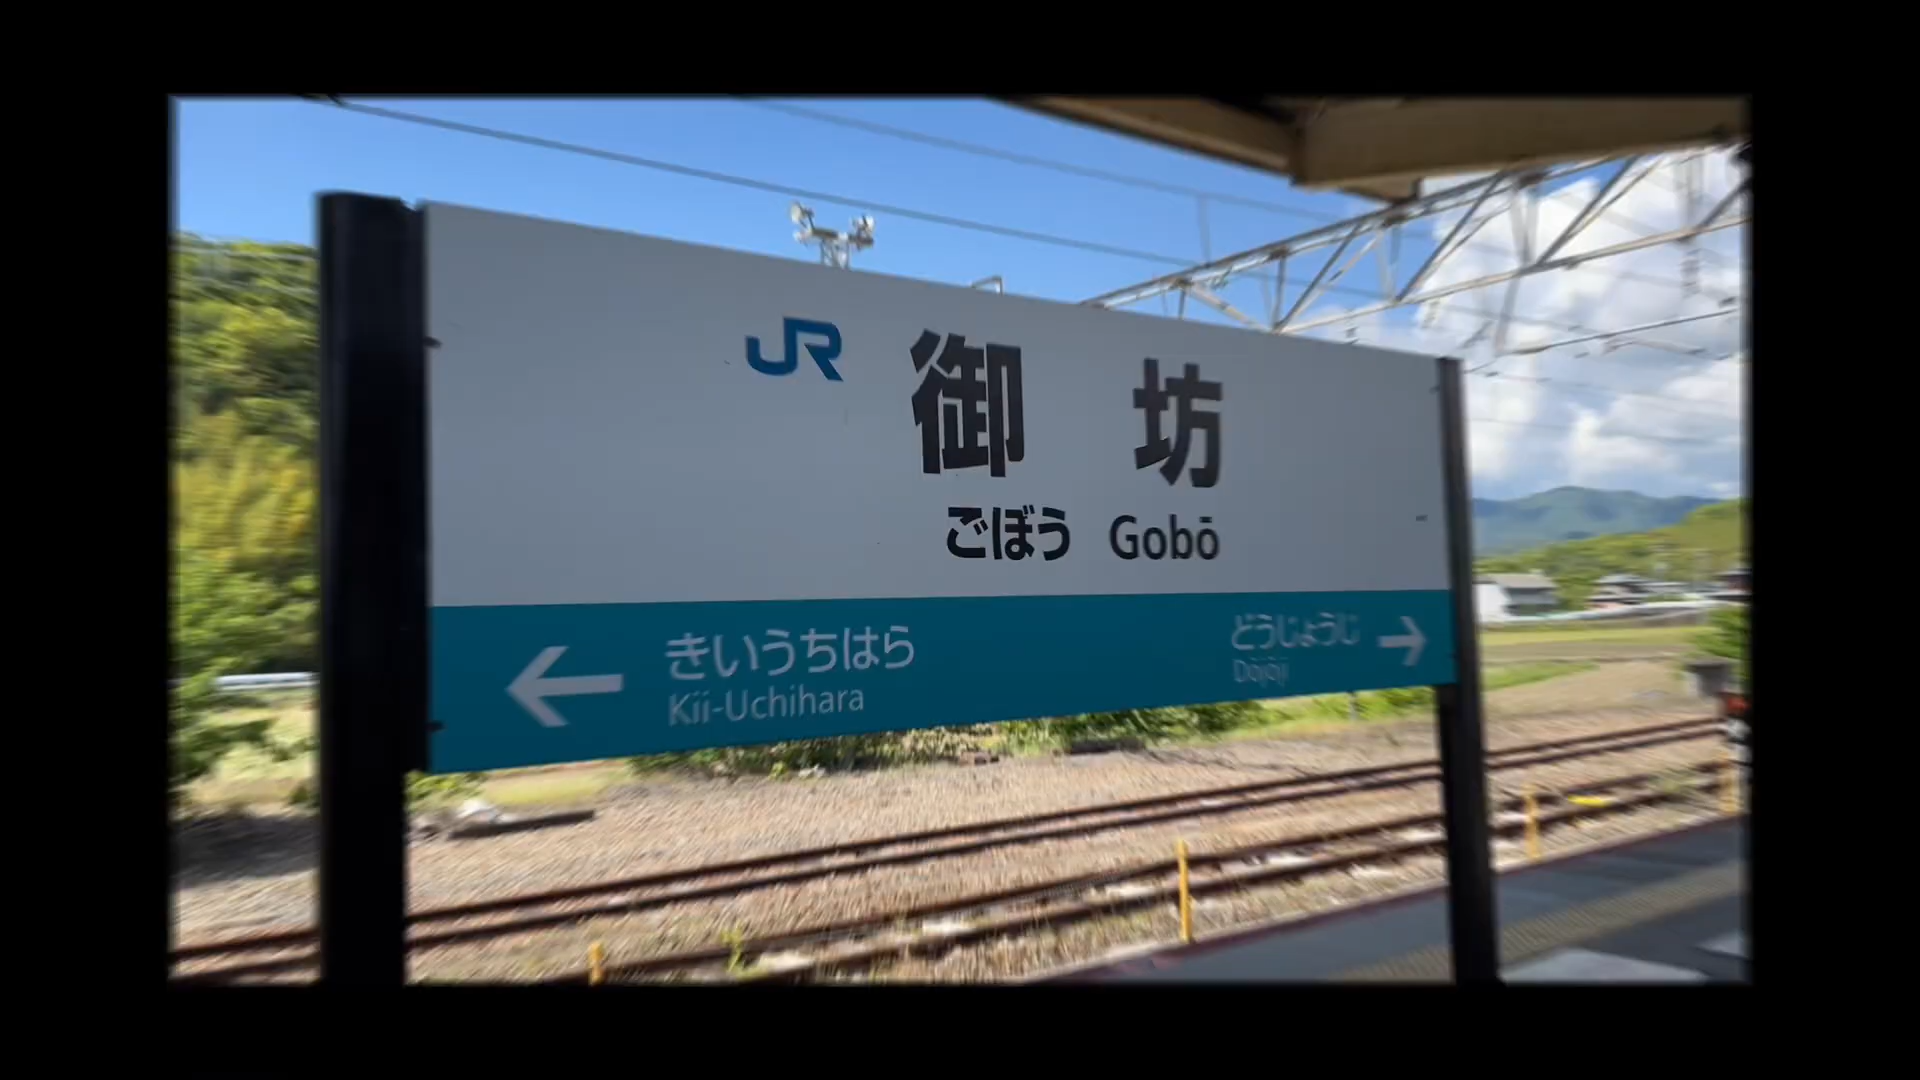 JR 御坊
ごぼう Gobō
← きいうちはら
Kii-Uchihara
どうじょうじ →
Dōjōji